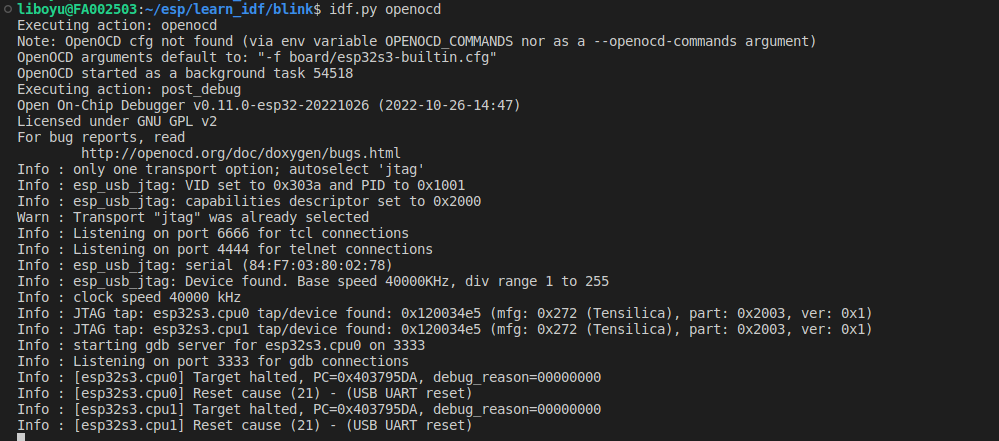 liboyu@FA002503:~/esp/learn_idf/blink$ idf.py openocd
Executing action: openocd
Note: OpenOCD cfg not found (via env variable OPENOCD_COMMANDS nor as a --openocd-commands argument)
OpenOCD arguments default to: "-f board/esp32s3-builtin.cfg"
OpenOCD started as a background task 54518
Executing action: post_debug
Open On-Chip Debugger v0.11.0-esp32-20221026 (2022-10-26-14:47)
Licensed under GNU GPL v2
For bug reports, read
        http://openocd.org/doc/doxygen/bugs.html
Info : only one transport option; autoselect 'jtag'
Info : esp_usb_jtag: VID set to 0x303a and PID to 0x1001
Info : esp_usb_jtag: capabilities descriptor set to 0x2000
Warn : Transport "jtag" was already selected
Info : Listening on port 6666 for tcl connections
Info : Listening on port 4444 for telnet connections
Info : esp_usb_jtag: serial (84:F7:03:80:02:78)
Info : esp_usb_jtag: Device found. Base speed 40000KHz, div range 1 to 255
Info : clock speed 40000 kHz
Info : JTAG tap: esp32s3.cpu0 tap/device found: 0x120034e5 (mfg: 0x272 (Tensilica), part: 0x2003, ver: 0x1)
Info : JTAG tap: esp32s3.cpu1 tap/device found: 0x120034e5 (mfg: 0x272 (Tensilica), part: 0x2003, ver: 0x1)
Info : starting gdb server for esp32s3.cpu0 on 3333
Info : Listening on port 3333 for gdb connections
Info : [esp32s3.cpu0] Target halted, PC=0x403795DA, debug_reason=00000000
Info : [esp32s3.cpu0] Reset cause (21) - (USB UART reset)
Info : [esp32s3.cpu1] Target halted, PC=0x403795DA, debug_reason=00000000
Info : [esp32s3.cpu1] Reset cause (21) - (USB UART reset)